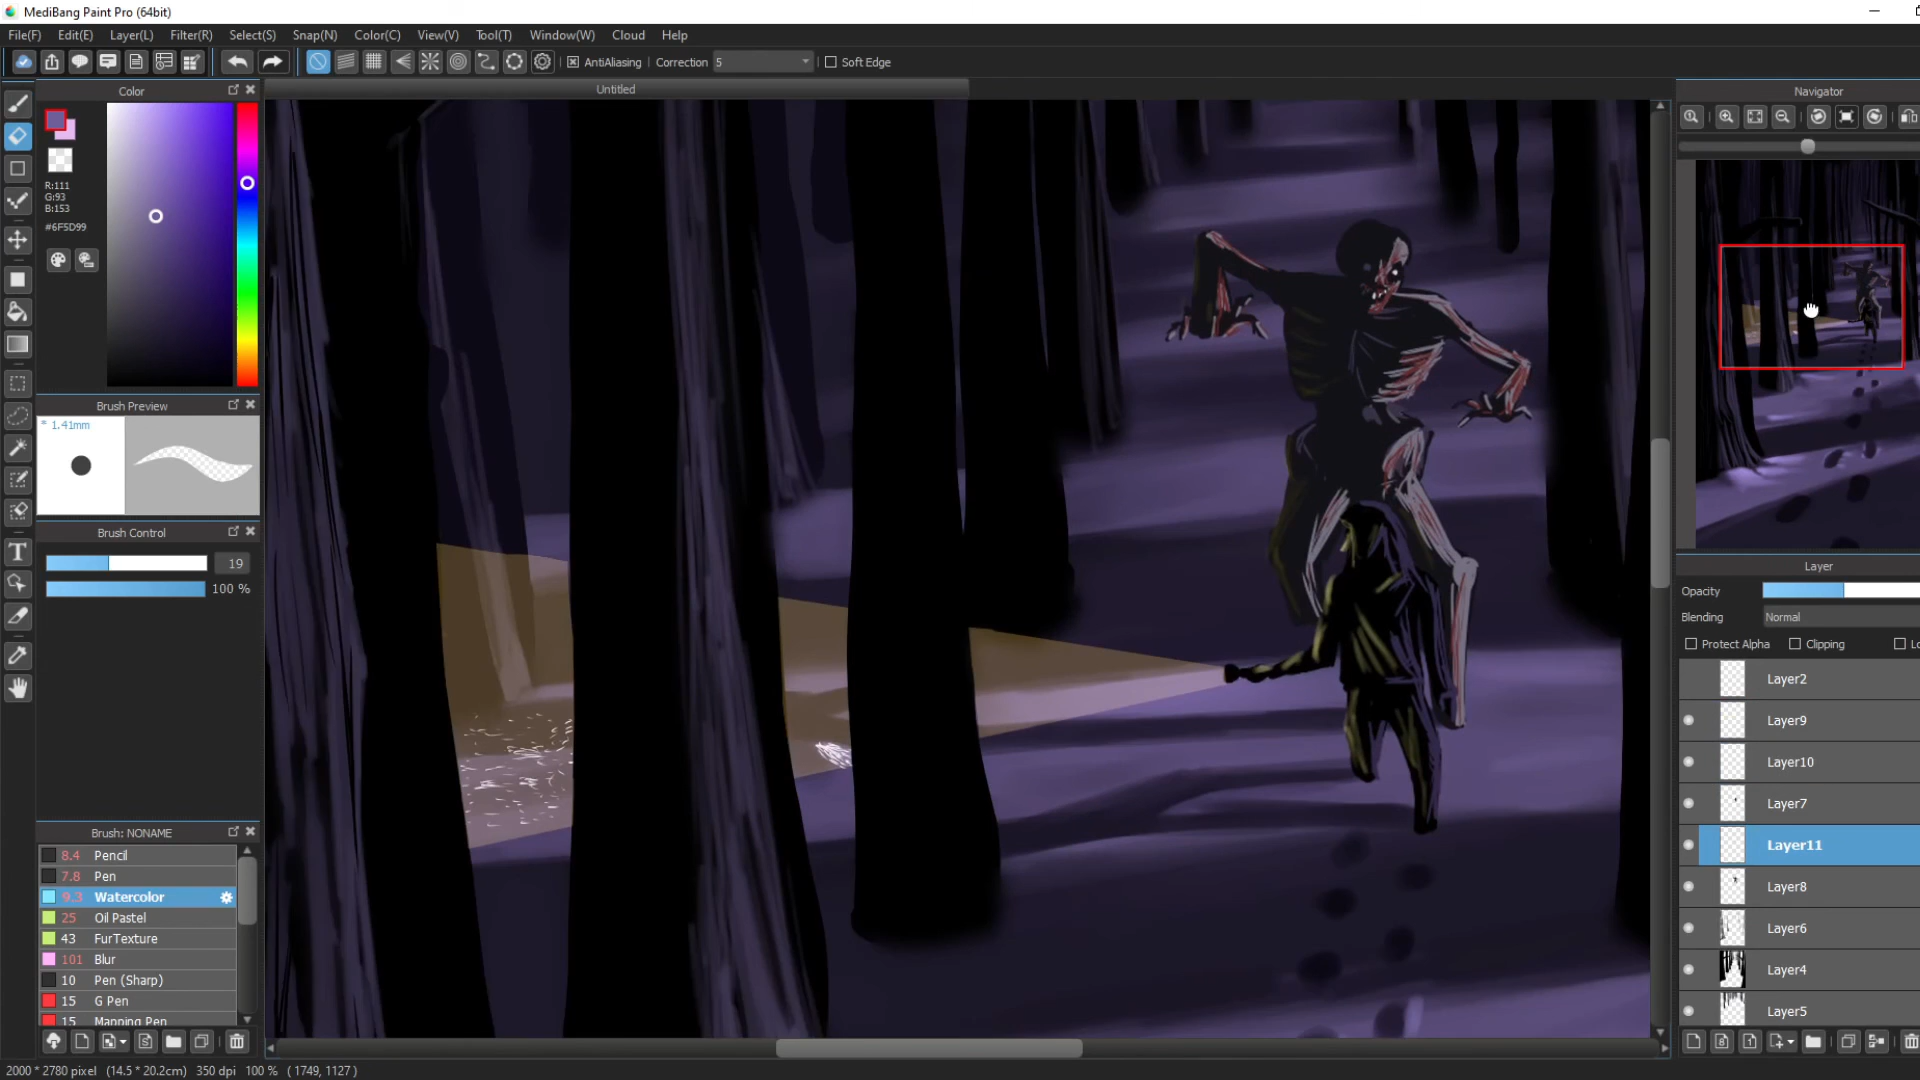 MediBang Paint Pro (64bit)
File(F) Edit(E) Layer(L) Filter(R) Select(S) Snap(N) Color(C) View(V) Tool(T) Window(W) Cloud Help
AntiAliasing Correction 5 Soft Edge
Color
Untitled
Navigator
R:111
G:93
B:153
#6F5D99
Brush Preview
* 1.41mm
Brush Control
19
100 %
Brush: NONAME
8.4 Pencil
7.8 Pen
9.3 Watercolor
25 Oil Pastel
43 FurTexture
101 Blur
10 Pen (Sharp)
15 G Pen
15 Mapping Pen
Layer
Opacity
Blending Normal
Protect Alpha Clipping Lo
Layer2
Layer9
Layer10
Layer7
Layer11
Layer8
Layer6
Layer4
Layer5
2000 * 2780 pixel (14.5 * 20.2cm) 350 dpi 100 % ( 1749, 1127 )